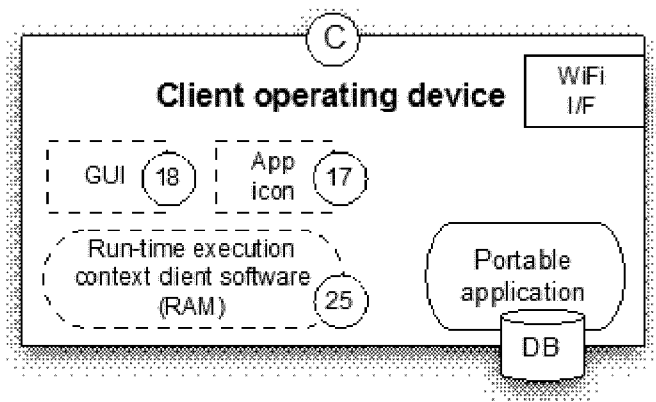 C
Client operating device
WiFi
I/F
GUI
18
App
icon
17
Run-time execution
context client software
(RAM)
25
Portable
application
DB